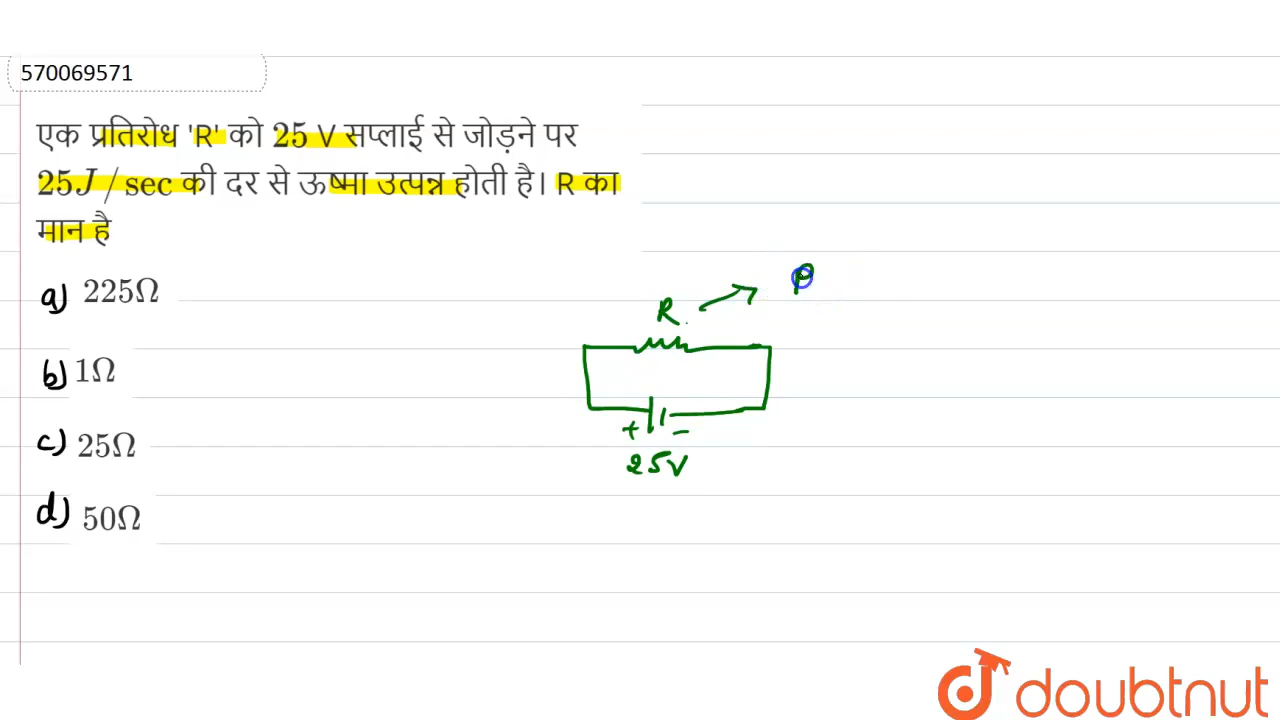 570069571
एक प्रतिरोध 'R' को 25 V सप्लाई से जोड़ने पर
25J/sec की दर से ऊष्मा उत्पन्न होती है। R का
मान है
a) 225Ω
b) 1Ω
c) 25Ω
d) 50Ω
P
R
+ -
25V
doubtnut